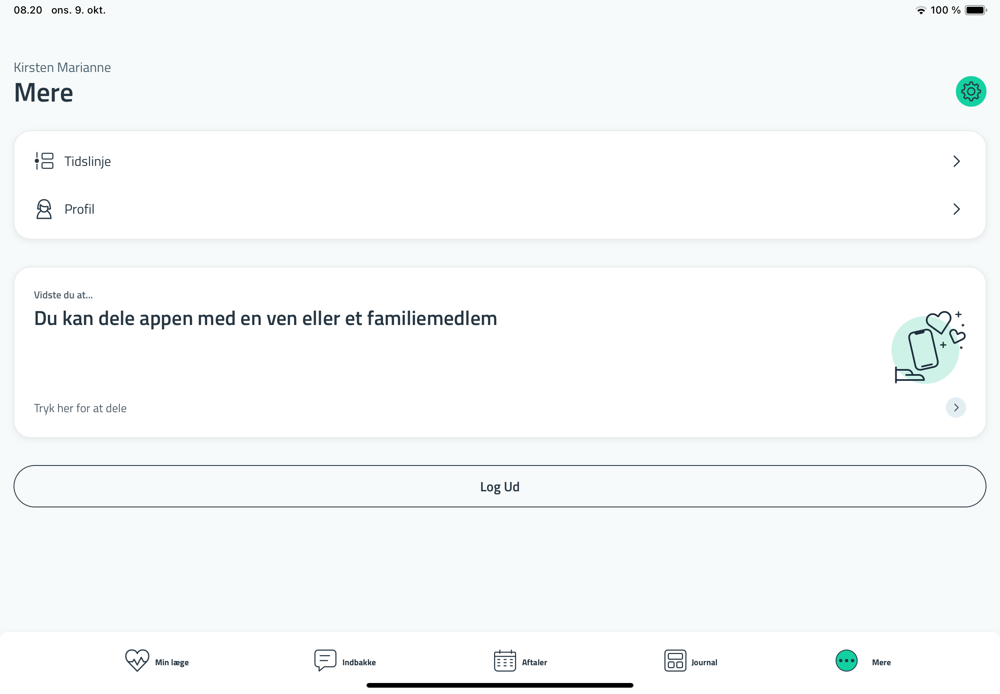 08.20 ons. 9. okt.
100 %
Kirsten Marianne
Mere
Tidslinje
Profil
Vidste du at...
Du kan dele appen med en ven eller et familiemedlem
Tryk her for at dele
Log Ud
Min læge
Indbakke
Aftaler
Journal
Mere